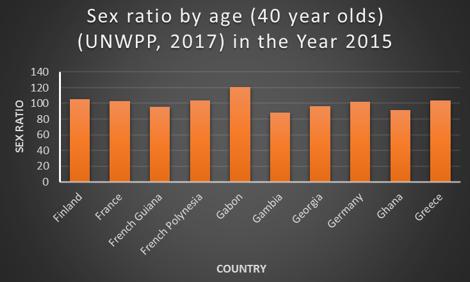 Sex ratio by age (40 year olds)
(UNWPP, 2017) in the Year 2015
140
120
100
80
60
40
20
0
SEX RATIO
Finland
France
French Guiana
French Polynesia
Gabon
Gambia
Georgia
Germany
Ghana
Greece
COUNTRY